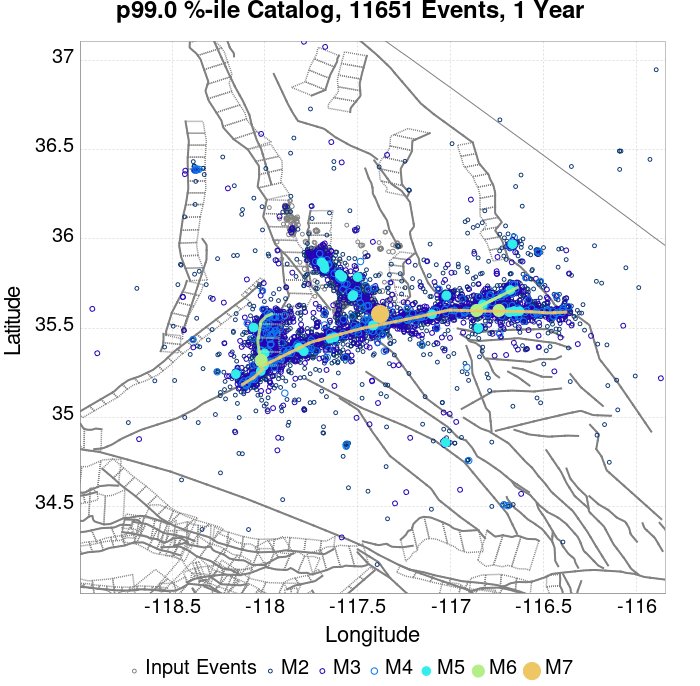 p99.0 %-ile Catalog, 11651 Events, 1 Year
37
36.5
36
35.5
35
34.5
Latitude
-118.5 -118 -117.5 -117 -116.5 -116
Longitude
Input Events M2 M3 M4 M5 M6 M7